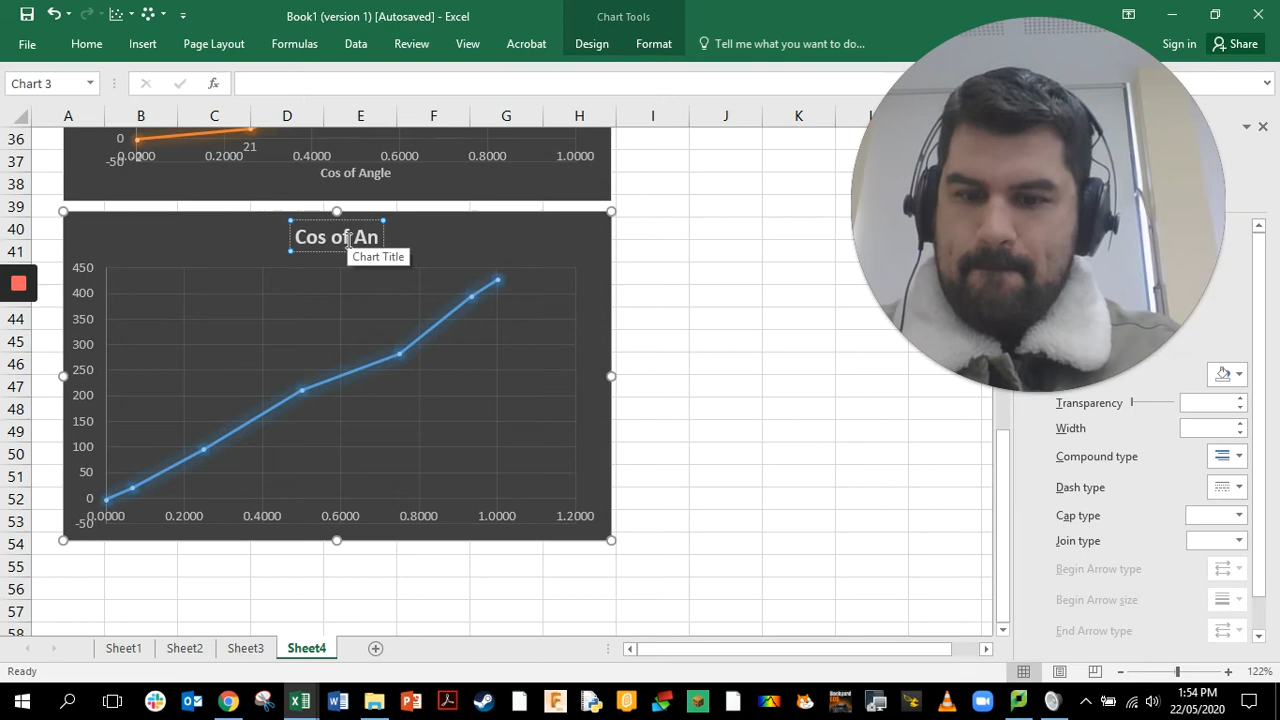 Book1 (version 1) [Autosaved] - Excel
Chart Tools
File
Home
Insert
Page Layout
Formulas
Data
Review
View
Acrobat
Design
Format
Tell me what you want to do...
Sign in
Share
Chart 3
A B C D E F G H I J K
36
37
38
39
40
41
44
45
46
47
48
49
50
51
52
53
54
55
56
57
58
0
-50
0.0000 0.2000 0.4000 0.6000 0.8000 1.0000
21
Cos of Angle
Cos of An
Chart Title
450
400
350
300
250
200
150
100
50
0
-50
0.0000 0.2000 0.4000 0.6000 0.8000 1.0000 1.2000
Transparency
Width
Compound type
Dash type
Cap type
Join type
Begin Arrow type
Begin Arrow size
End Arrow type
Sheet1 Sheet2 Sheet3 Sheet4
Ready
122%
1:54 PM
22/05/2020